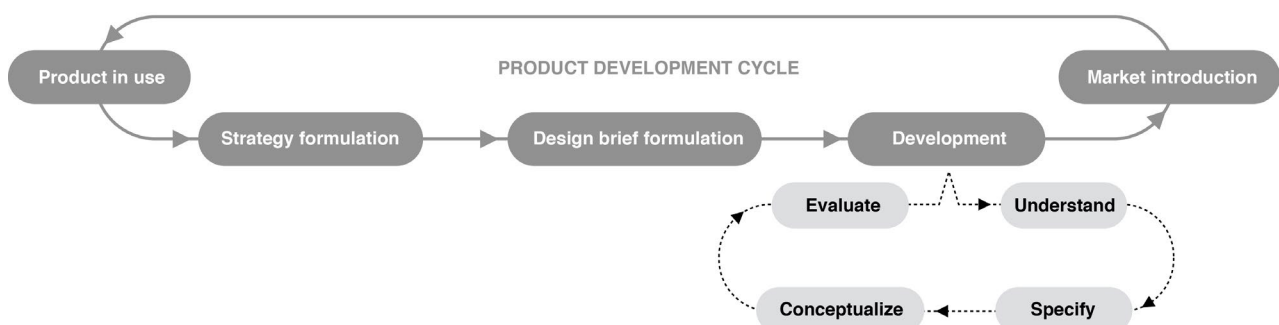 Product in use
PRODUCT DEVELOPMENT CYCLE
Market introduction
Strategy formulation
Design brief formulation
Development
Evaluate
Understand
Conceptualize
Specify